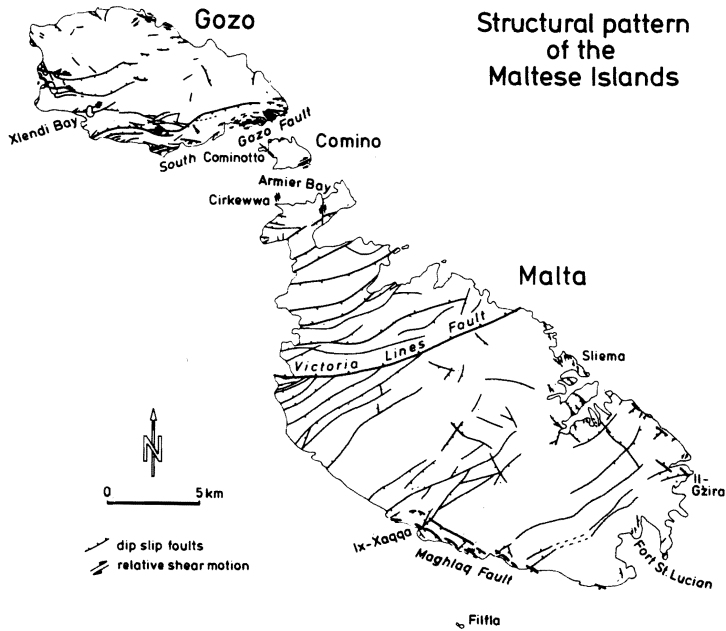 Structural pattern
of the
Maltese Islands
Gozo
Xlendi Bay
Gozo Fault
South Cominotto
Comino
Armier Bay
Cirkewwa
Malta
Victoria Lines Fault
Sliema
N
0 5 km
Il-
Gżira
Ix-Xaqqa
Maghlaq Fault
Fort St. Lucian
dip slip foults
relative shear motion
Filfla